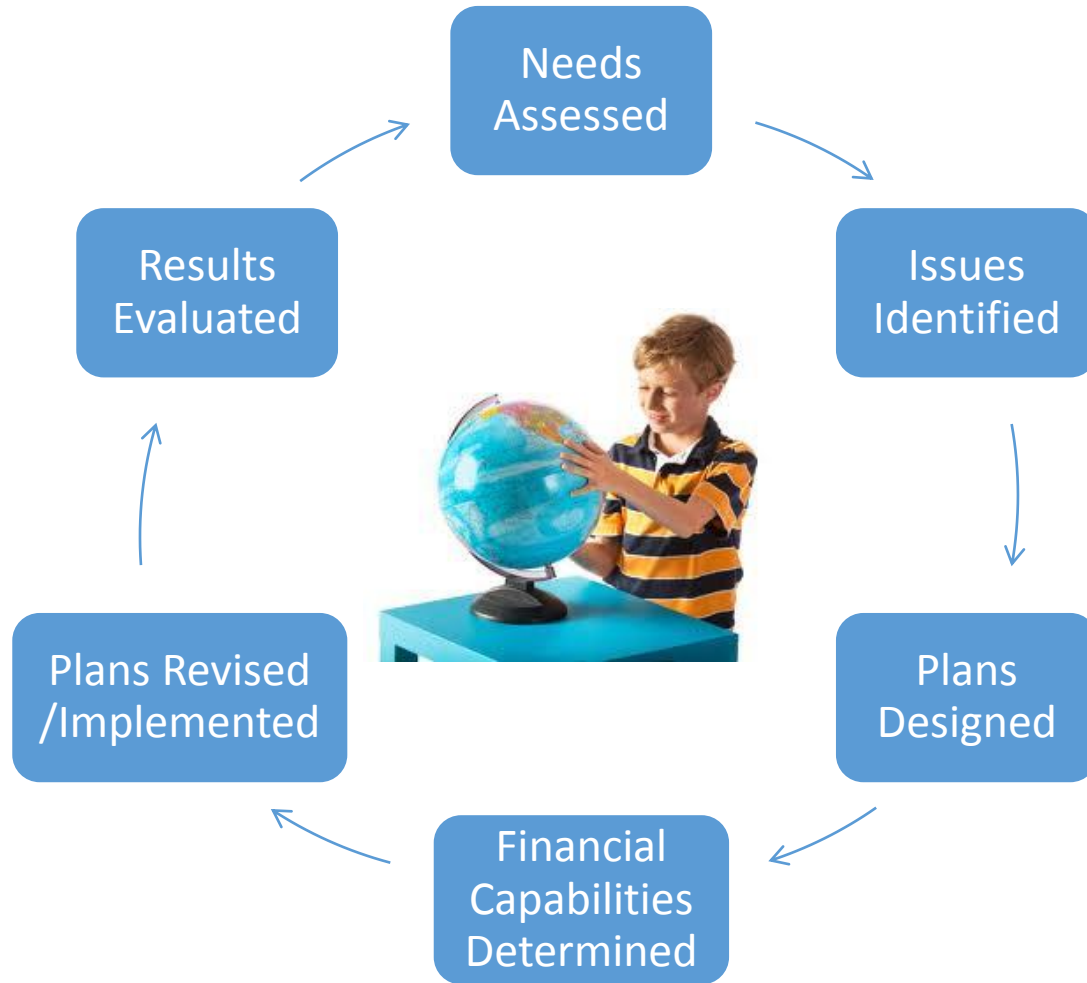 Needs
Assessed
Issues
Identified
Plans
Designed
Financial
Capabilities
Determined
Plans Revised
/Implemented
Results
Evaluated